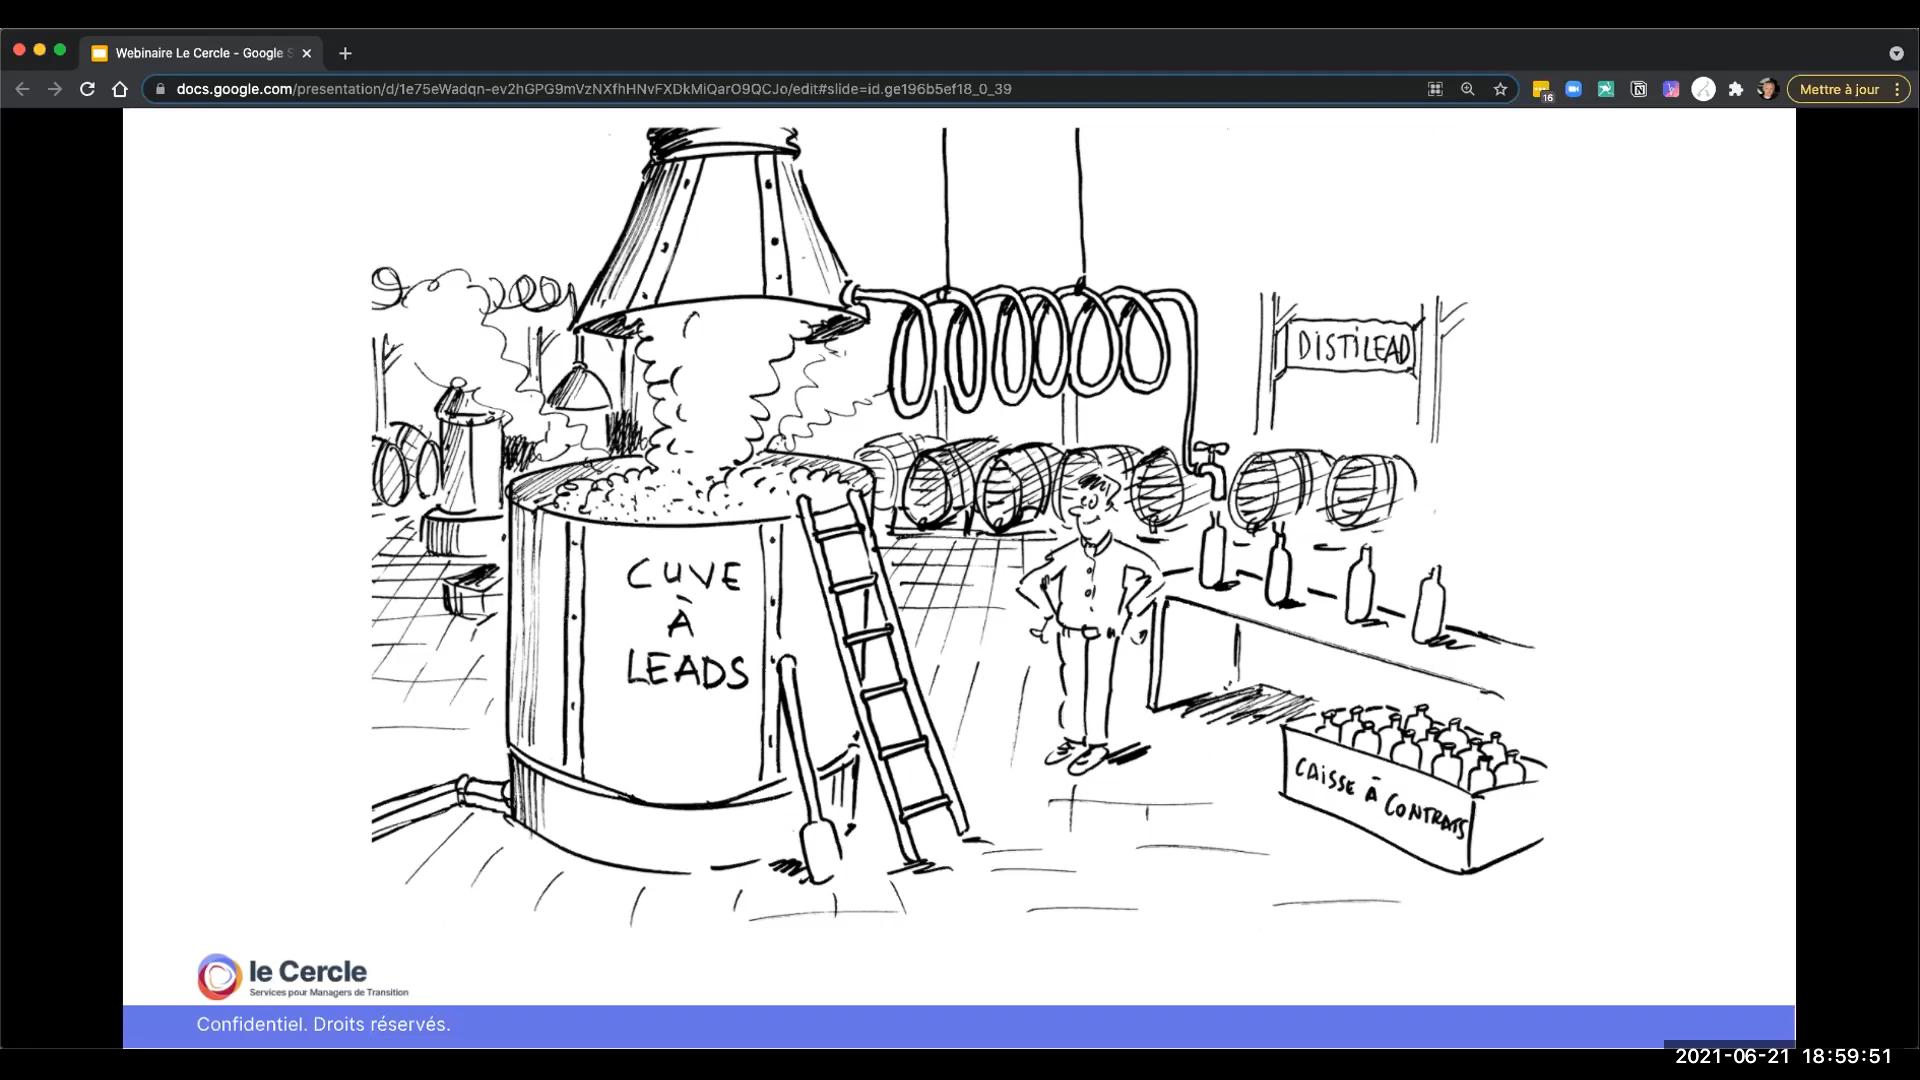 Webinaire Le Cercle - Google S
docs.google.com/presentation/d/1e75eWadqn-ev2hGPG9mVzNXfhHNvFXDkMiQarO9QCJo/edit#slide=id.ge196b5ef18_0_39
16
Mettre à jour
DISTILEAD
CUVE
À
LEADS
CAISSE À CONTRATS
le Cercle
Services pour Managers de Transition
Confidentiel. Droits réservés.
2021-06-21 18:59:51